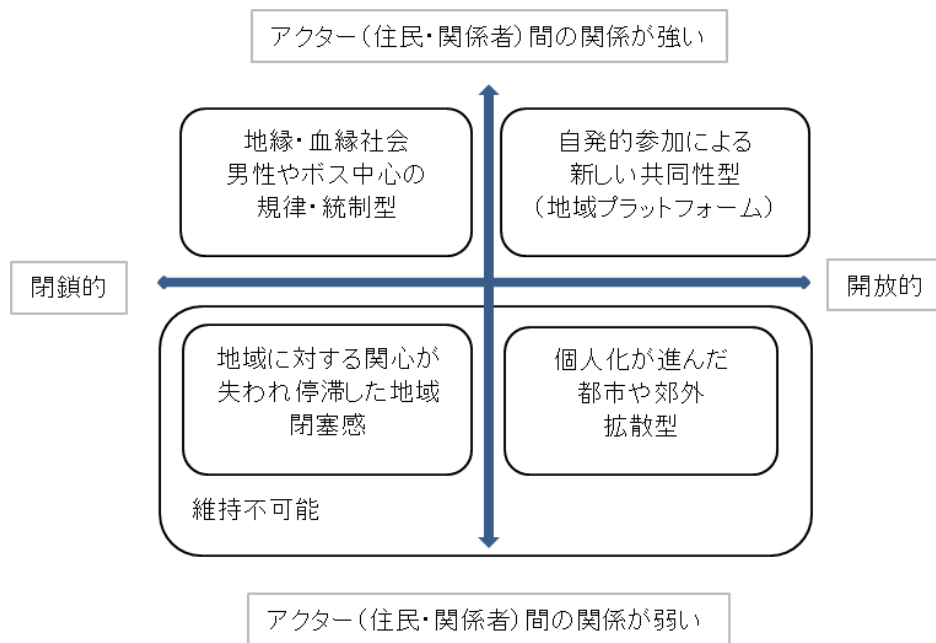 アクター(住民・関係者)間の関係が強い
地縁・血縁社会
男性やボス中心の
規律・統制型
自発的参加による
新しい共同性型
(地域プラットフォーム)
閉鎖的
開放的
地域に対する関心が
失われ停滞した地域
閉塞感
個人化が進んだ
都市や郊外
拡散型
維持不可能
アクター(住民・関係者)間の関係が弱い